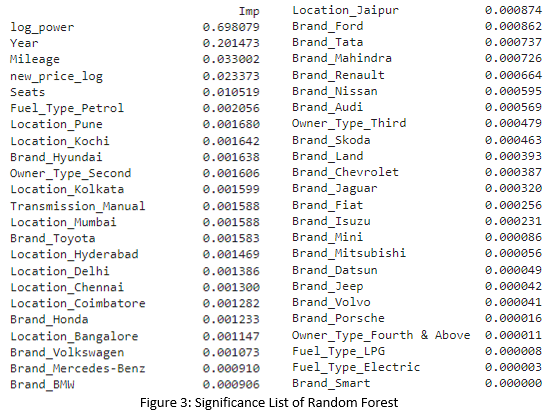 Imp
log_power 0.698079
Year 0.201473
Mileage 0.033002
new_price_log 0.023373
Seats 0.010519
Fuel_Type_Petrol 0.002056
Location_Pune 0.001680
Location_Kochi 0.001642
Brand_Hyundai 0.001638
Owner_Type_Second 0.001606
Location_Kolkata 0.001599
Transmission_Manual 0.001588
Location_Mumbai 0.001588
Brand_Toyota 0.001583
Location_Hyderabad 0.001469
Location_Delhi 0.001386
Location_Chennai 0.001300
Location_Coimbatore 0.001282
Brand_Honda 0.001233
Location_Bangalore 0.001147
Brand_Volkswagen 0.001073
Brand_Mercedes-Benz 0.000910
Brand_BMW 0.000906
Location_Jaipur 0.000874
Brand_Ford 0.000862
Brand_Tata 0.000737
Brand_Mahindra 0.000726
Brand_Renault 0.000664
Brand_Nissan 0.000595
Brand_Audi 0.000569
Owner_Type_Third 0.000479
Brand_Skoda 0.000463
Brand_Land 0.000393
Brand_Chevrolet 0.000387
Brand_Jaguar 0.000320
Brand_Fiat 0.000256
Brand_Isuzu 0.000231
Brand_Mini 0.000086
Brand_Mitsubishi 0.000056
Brand_Datsun 0.000049
Brand_Jeep 0.000042
Brand_Volvo 0.000041
Brand_Porsche 0.000016
Owner_Type_Fourth & Above 0.000011
Fuel_Type_LPG 0.000008
Fuel_Type_Electric 0.000003
Brand_Smart 0.000000
Figure 3: Significance List of Random Forest